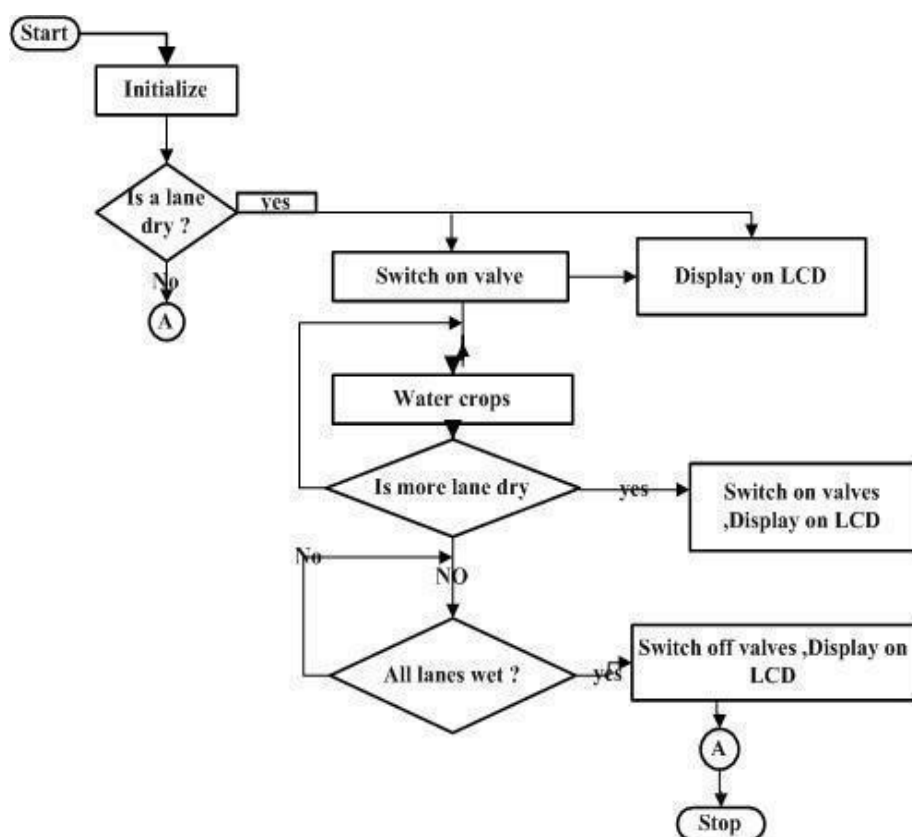 Start
Initialize
Is a lane
dry ?
yes
No
A
Switch on valve
Display on LCD
Water crops
Is more lane dry
yes
Switch on valves
,Display on LCD
No
NO
All lanes wet ?
yes
Switch off valves ,Display on
LCD
A
Stop